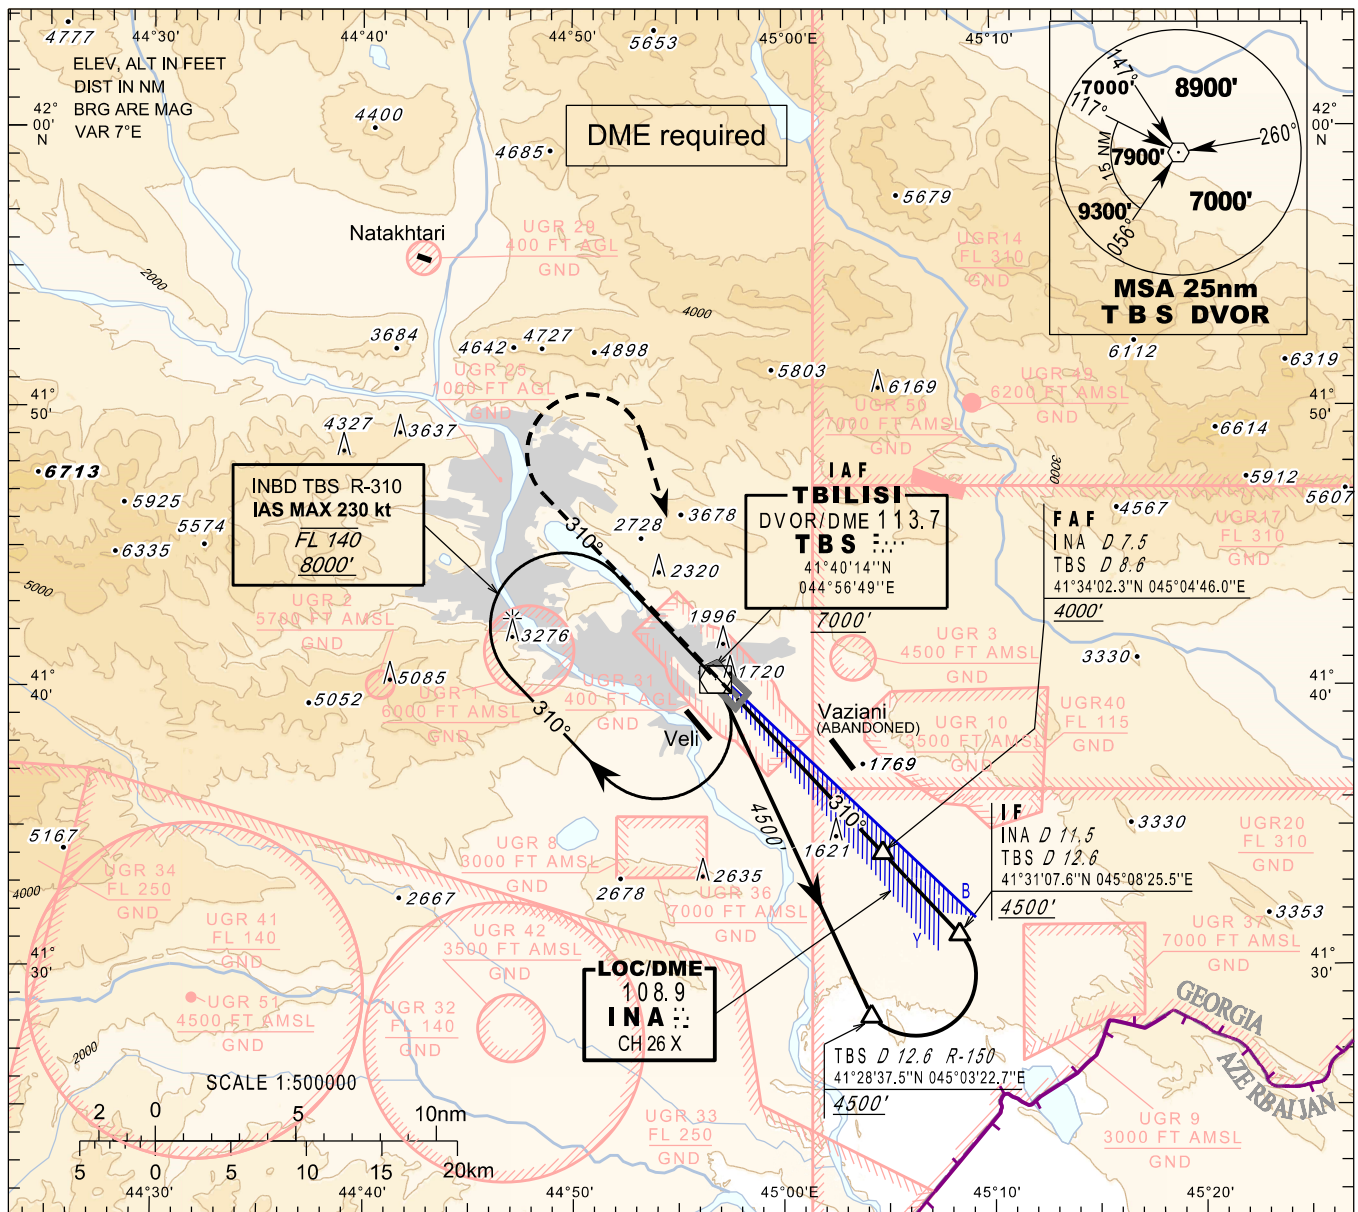 4777
44°30'
44°40'
44°50'
5653
45°00'E
45°10'
ELEV, ALT IN FEET
DIST IN NM
BRG ARE MAG
VAR 7°E
42°
00'
N
4400
4685
DME required
5679
147°
7000'
8900'
117°
260°
15 NM
7900'
7000'
9300'
056°
MSA 25nm
T B S DVOR
42°
00'
N
Natakhtari
UGR 29
400 FT AGL
GND
UGR14
FL 310
GND
2000
4000
3684
4642
4727
4898
5803
6169
6112
6319
UGR 25
1000 FT AGL
GND
UGR 49
6200 FT AMSL
GND
UGR 50
7000 FT AMSL
GND
41°
50'
41°
50'
4327
3637
6614
6713
5925
5574
6335
5912
5607
3000
4567
UGR17
FL 310
GND
INBD TBS R-310
IAS MAX 230 kt
FL 140
8000'
310°
2728
3678
2320
IAF
TBILISI
DVOR/DME 113.7
TBS
41°40'14''N
044°56'49''E
7000'
FAF
INA D 7.5
TBS D 8.6
41°34'02.3''N 045°04'46.0''E
4000'
5000
UGR 2
5700 FT AMSL
GND
3276
1996
1720
UGR 3
4500 FT AMSL
GND
3330
41°
40'
41°
40'
5085
5052
UGR 1
6000 FT AMSL
GND
UGR 31
400 FT AGL
GND
310°
Veli
Vaziani
(ABANDONED)
UGR 10
3500 FT AMSL
GND
UGR40
FL 115
GND
1769
4500'
310°
1621
IF
INA D 11.5
TBS D 12.6
41°31'07.6''N 045°08'25.5''E
4500'
3330
UGR20
FL 310
GND
5167
UGR 34
FL 250
GND
4000
UGR 8
3000 FT AMSL
GND
2667
2678
2635
UGR 36
7000 FT AMSL
GND
B
Y
3353
UGR 41
FL 140
GND
UGR 42
3500 FT AMSL
GND
UGR 37
7000 FT AMSL
GND
41°
30'
41°
30'
LOC/DME
108.9
INA
CH 26 X
UGR 51
4500 FT AMSL
GND
UGR 32
FL 140
GND
GEORGIA
AZERBAIJAN
2000
TBS D 12.6 R-150
41°28'37.5''N 045°03'22.7''E
4500'
SCALE 1:500000
2 0 5 10nm
5 0 5 10 15 20km
UGR 33
FL 250
GND
UGR 9
3000 FT AMSL
GND
44°30'
44°40'
44°50'
45°00'E
45°10'
45°20'